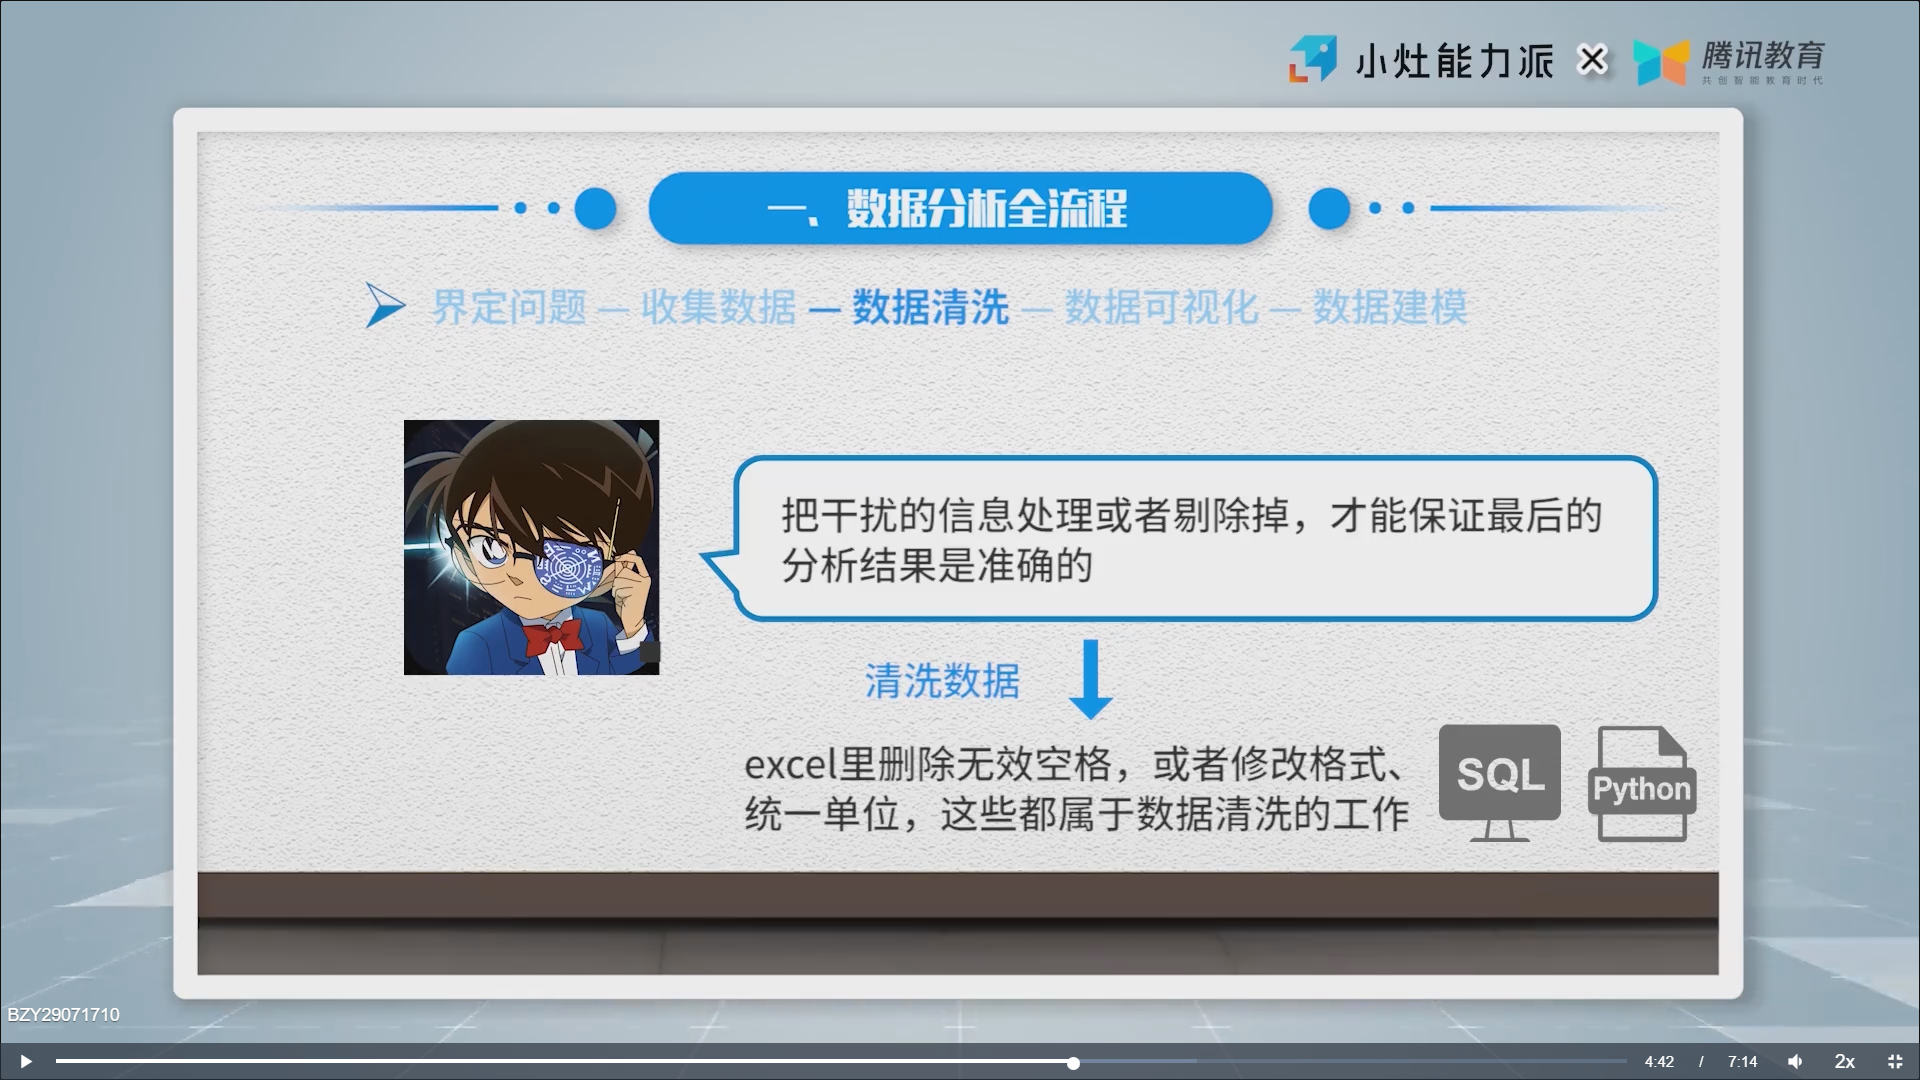 小灶能力派 × 腾讯教育
共创智能教育时代
一、数据分析全流程
界定问题 — 收集数据 — 数据清洗 — 数据可视化 — 数据建模
把干扰的信息处理或者剔除掉，才能保证最后的
分析结果是准确的
清洗数据
excel里删除无效空格，或者修改格式、
统一单位，这些都属于数据清洗的工作
SQL
Python
BZY29071710
4:42 / 7:14 2x